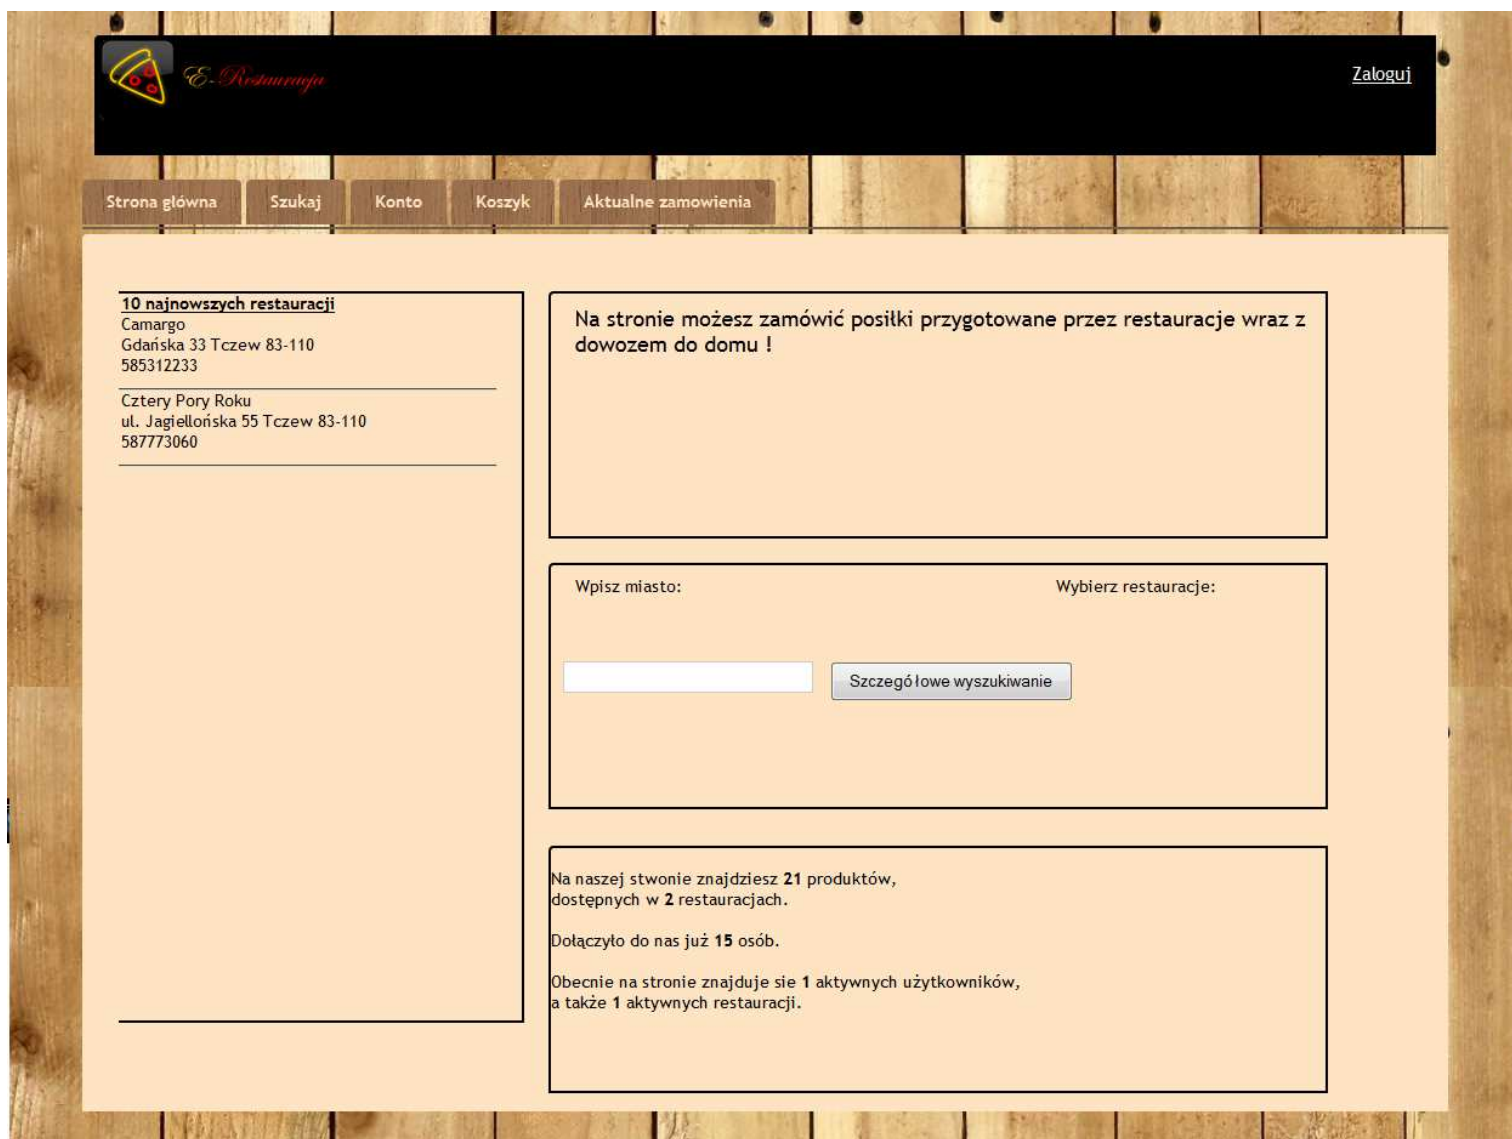 E-Restauracja
Zaloguj
Strona główna
Szukaj
Konto
Koszyk
Aktualne zamowienia
10 najnowszych restauracji
Camargo
Gdańska 33 Tczew 83-110
585312233
Cztery Pory Roku
ul. Jagiellońska 55 Tczew 83-110
587773060
Na stronie możesz zamówić posiłki przygotowane przez restauracje wraz z
dowozem do domu !
Wpisz miasto:
Wybierz restauracje:
Szczegółowe wyszukiwanie
Na naszej stwonie znajdziesz 21 produktów,
dostępnych w 2 restauracjach.
Dołączyło do nas już 15 osób.
Obecnie na stronie znajduje sie 1 aktywnych użytkowników,
a także 1 aktywnych restauracji.